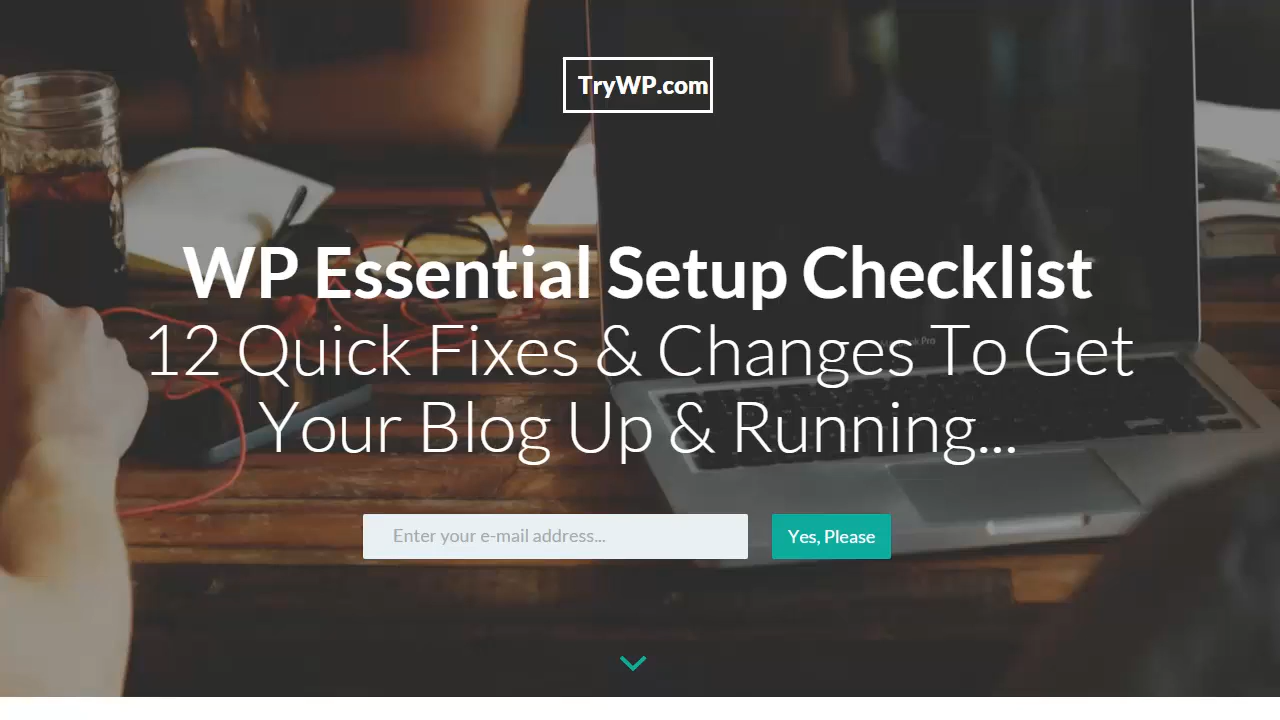 TryWP.com
WP Essential Setup Checklist
12 Quick Fixes & Changes To Get
Your Blog Up & Running...
Enter your e-mail address...
Yes, Please